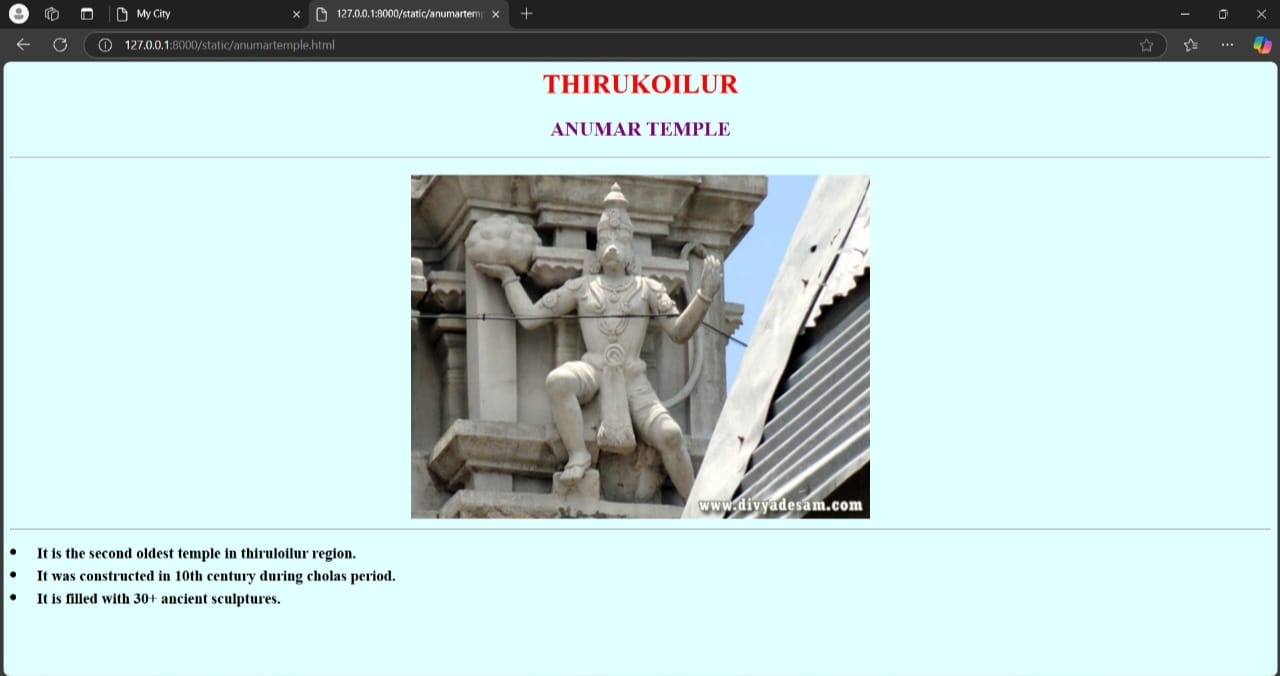 My City
127.0.0.1:8000/static/anumartem
127.0.0.1:8000/static/anumartemple.html
THIRUKOILUR
ANUMAR TEMPLE
www.divyadesam.com
It is the second oldest temple in thiruloilur region.
It was constructed in 10th century during cholas period.
It is filled with 30+ ancient sculptures.